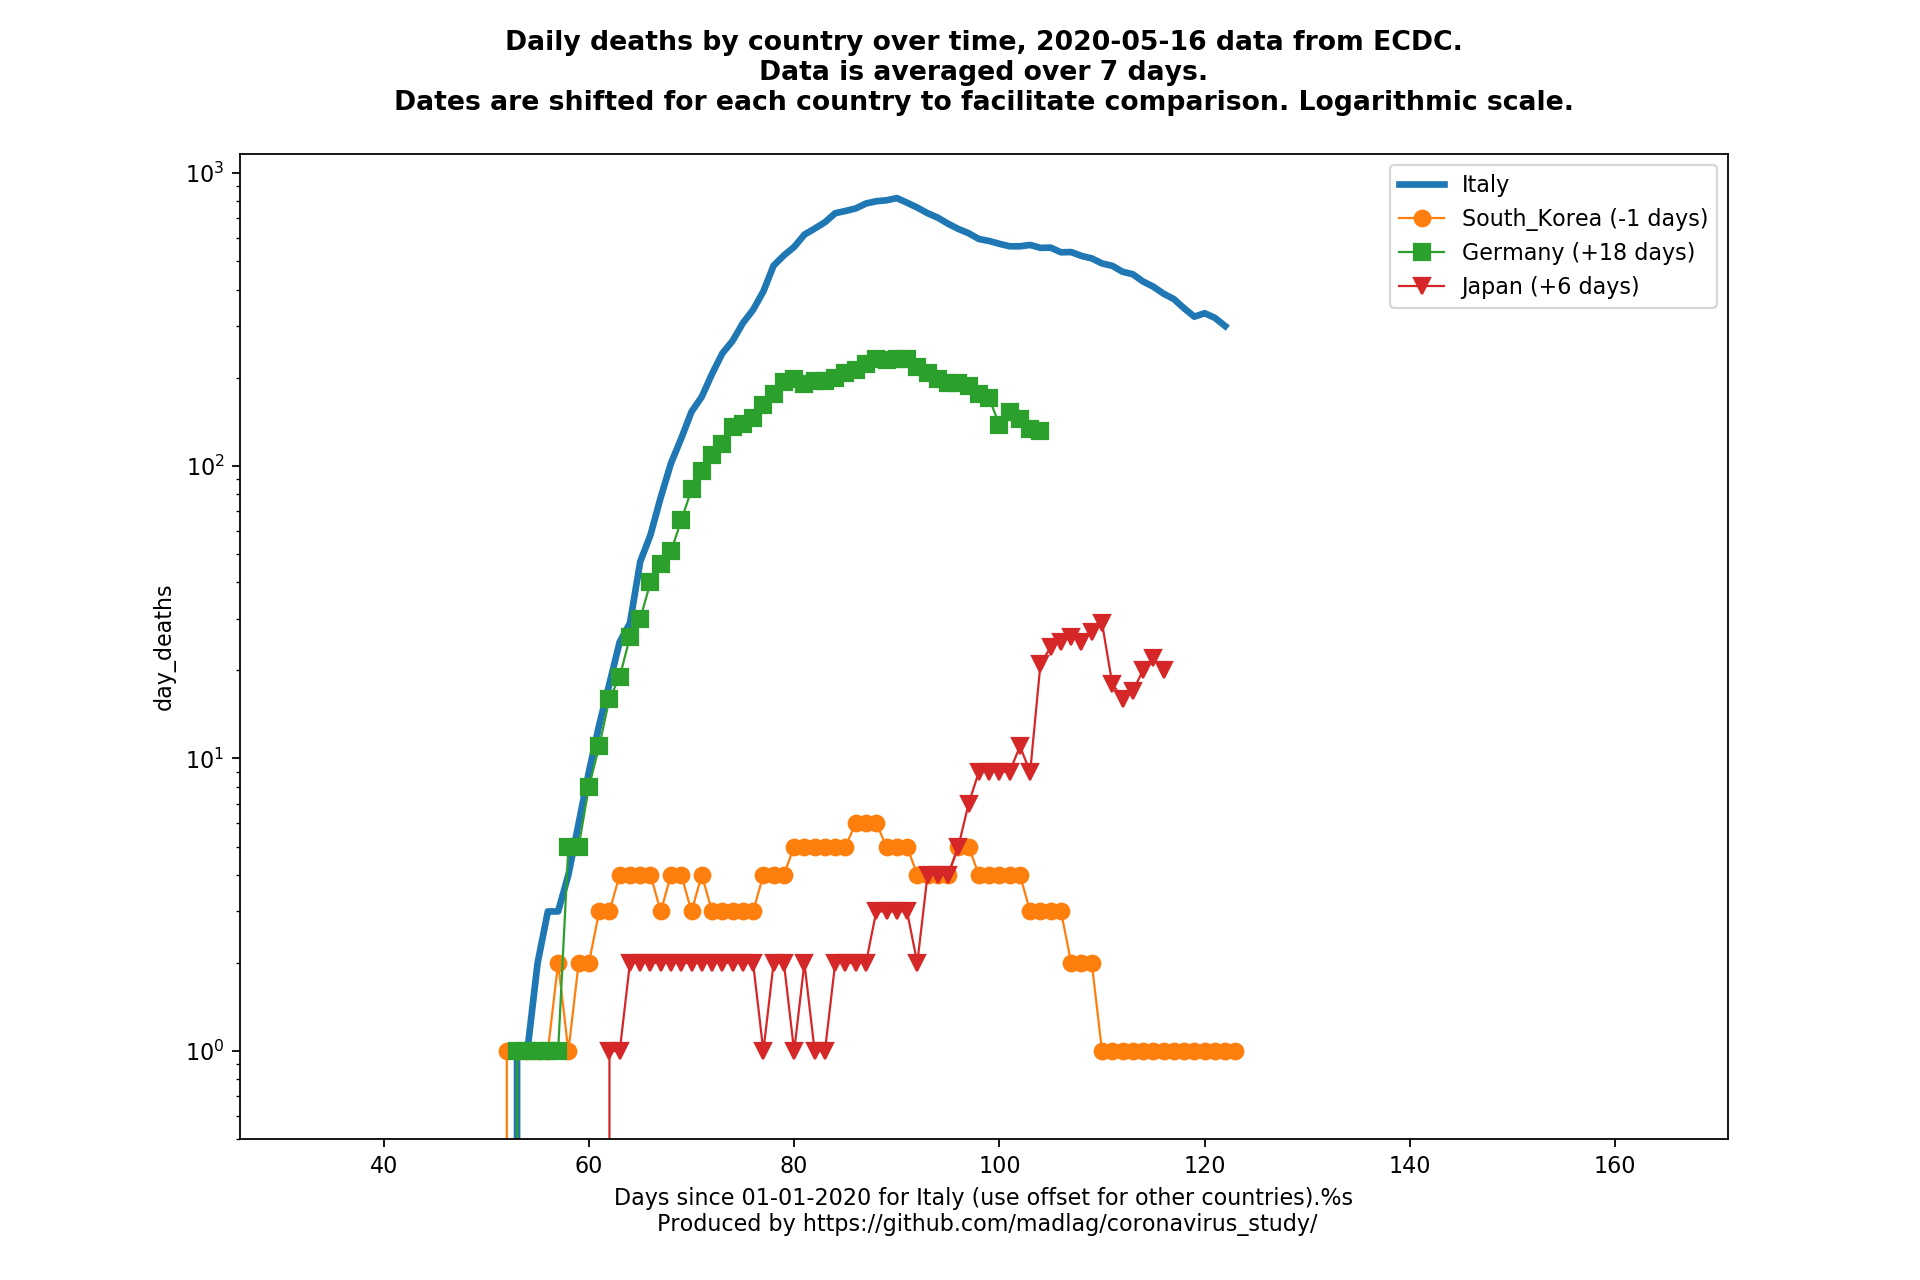 Daily deaths by country over time, 2020-05-16 data from ECDC.
Data is averaged over 7 days.
Dates are shifted for each country to facilitate comparison. Logarithmic scale.
10³
10²
10¹
10⁰
day_deaths
Italy
South_Korea (-1 days)
Germany (+18 days)
Japan (+6 days)
40 60 80 100 120 140 160
Days since 01-01-2020 for Italy (use offset for other countries).%s
Produced by https://github.com/madlag/coronavirus_study/